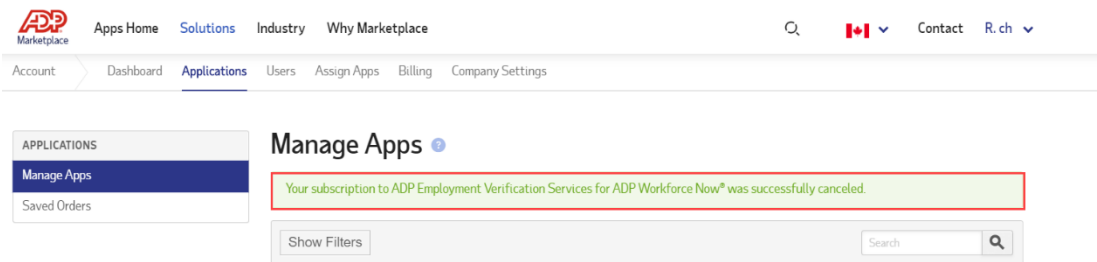 ADP
Marketplace
Apps Home Solutions Industry Why Marketplace Contact R. ch
Account Dashboard Applications Users Assign Apps Billing Company Settings
APPLICATIONS
Manage Apps
Saved Orders
Manage Apps ?
Your subscription to ADP Employment Verification Services for ADP Workforce Now® was successfully canceled.
Show Filters Search